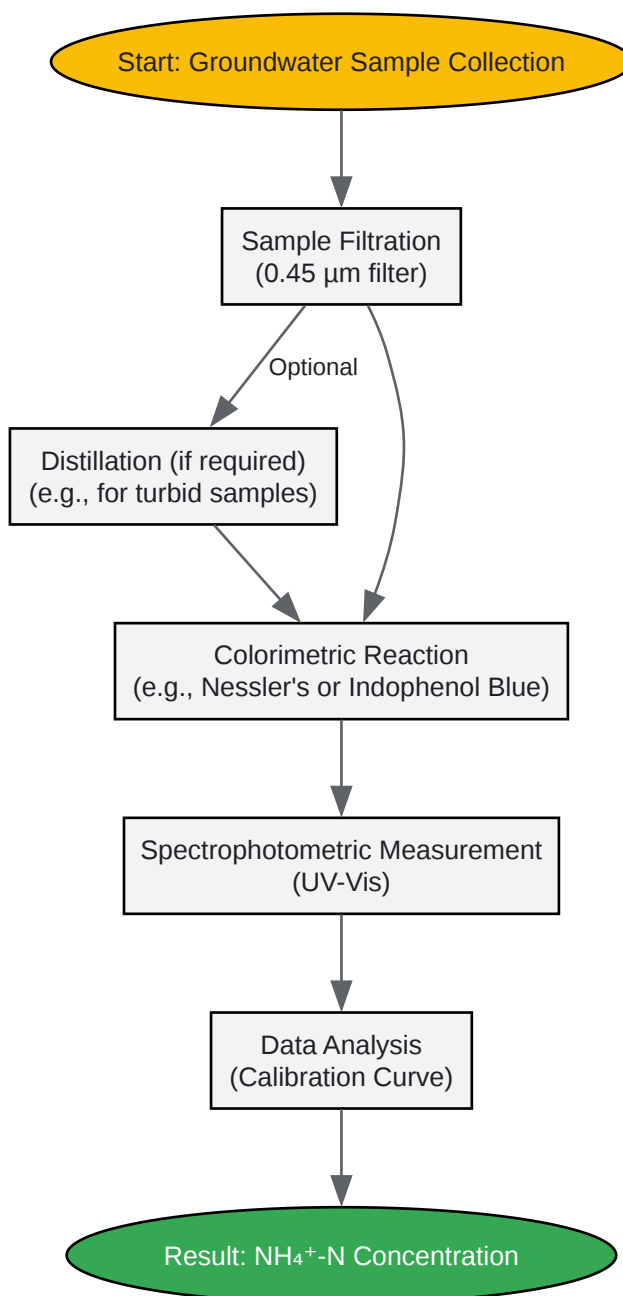 Start: Groundwater Sample Collection
Sample Filtration
(0.45 µm filter)
Optional
Distillation (if required)
(e.g., for turbid samples)
Colorimetric Reaction
(e.g., Nessler's or Indophenol Blue)
Spectrophotometric Measurement
(UV-Vis)
Data Analysis
(Calibration Curve)
Result: NH₄⁺-N Concentration